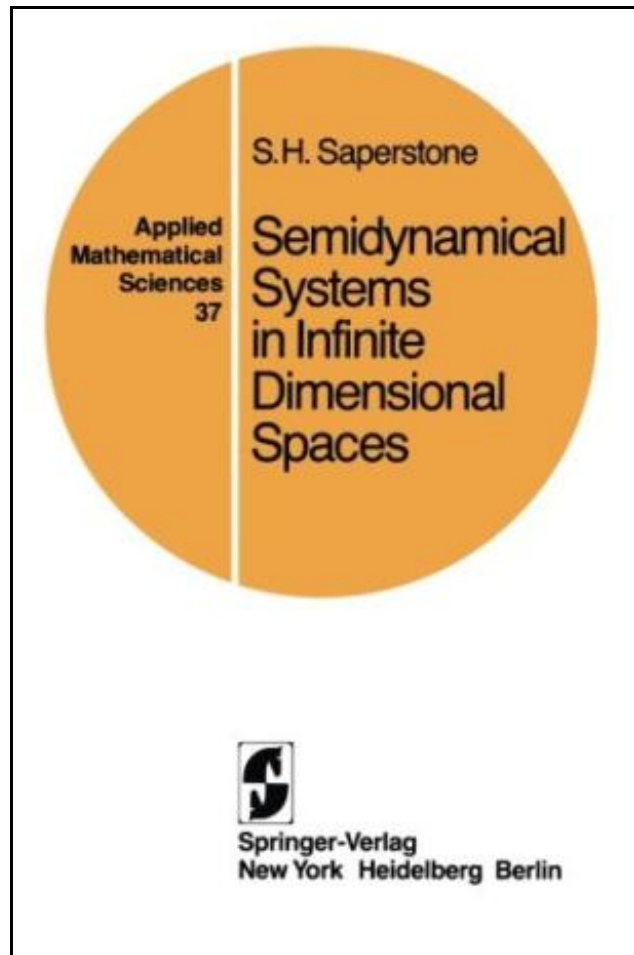 S.H. Saperstone
Applied
Mathematical
Sciences
37
Semidynamical
Systems
in Infinite
Dimensional
Spaces
Springer-Verlag
New York Heidelberg Berlin